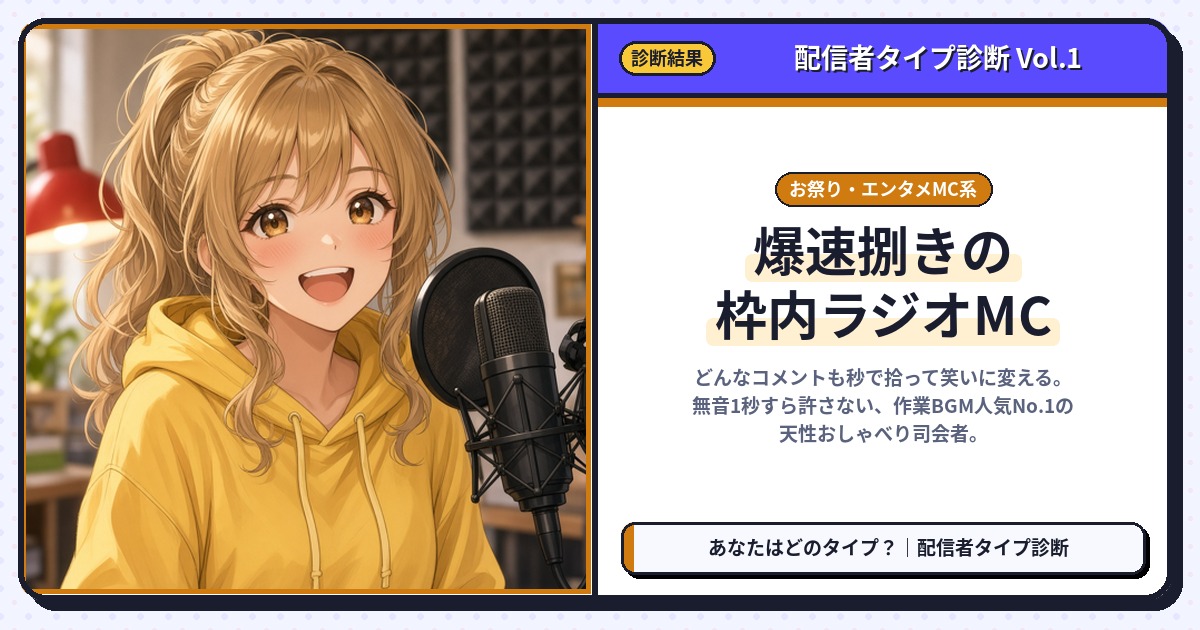 診断結果
配信者タイプ診断 Vol.1
お祭り・エンタメMC系
爆速捌きの
枠内ラジオMC
どんなコメントも秒で拾って笑いに変える。
無音1秒すら許さない、作業BGM人気No.1の
天性おしゃべり司会者。
あなたはどのタイプ？｜配信者タイプ診断